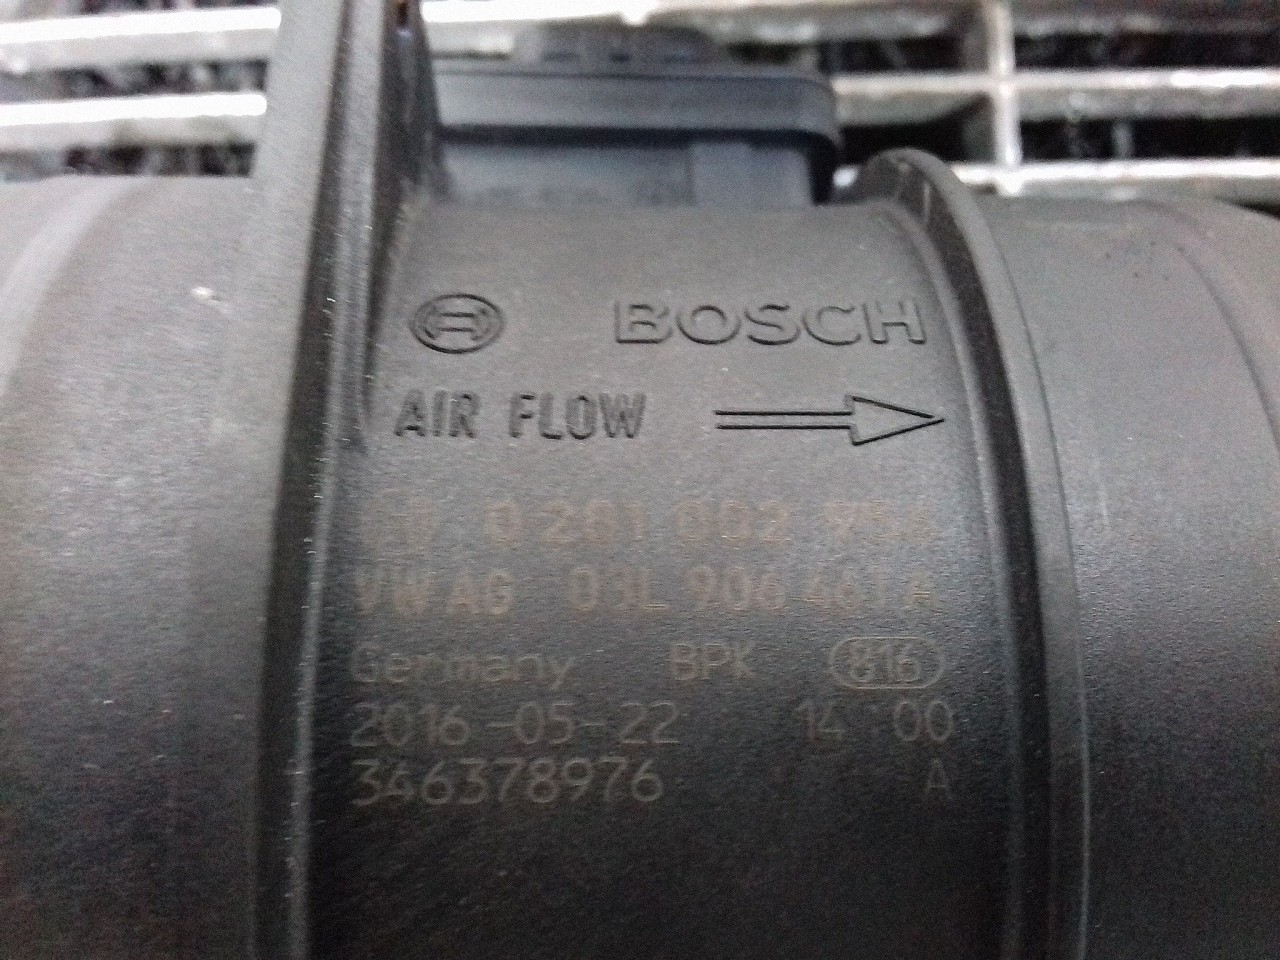 BOSCH
AIR FLOW
0 281 002 956
VW AG 03L 906 461 A
Germany BPK 816
2016-05-22 14:00
346378976 A